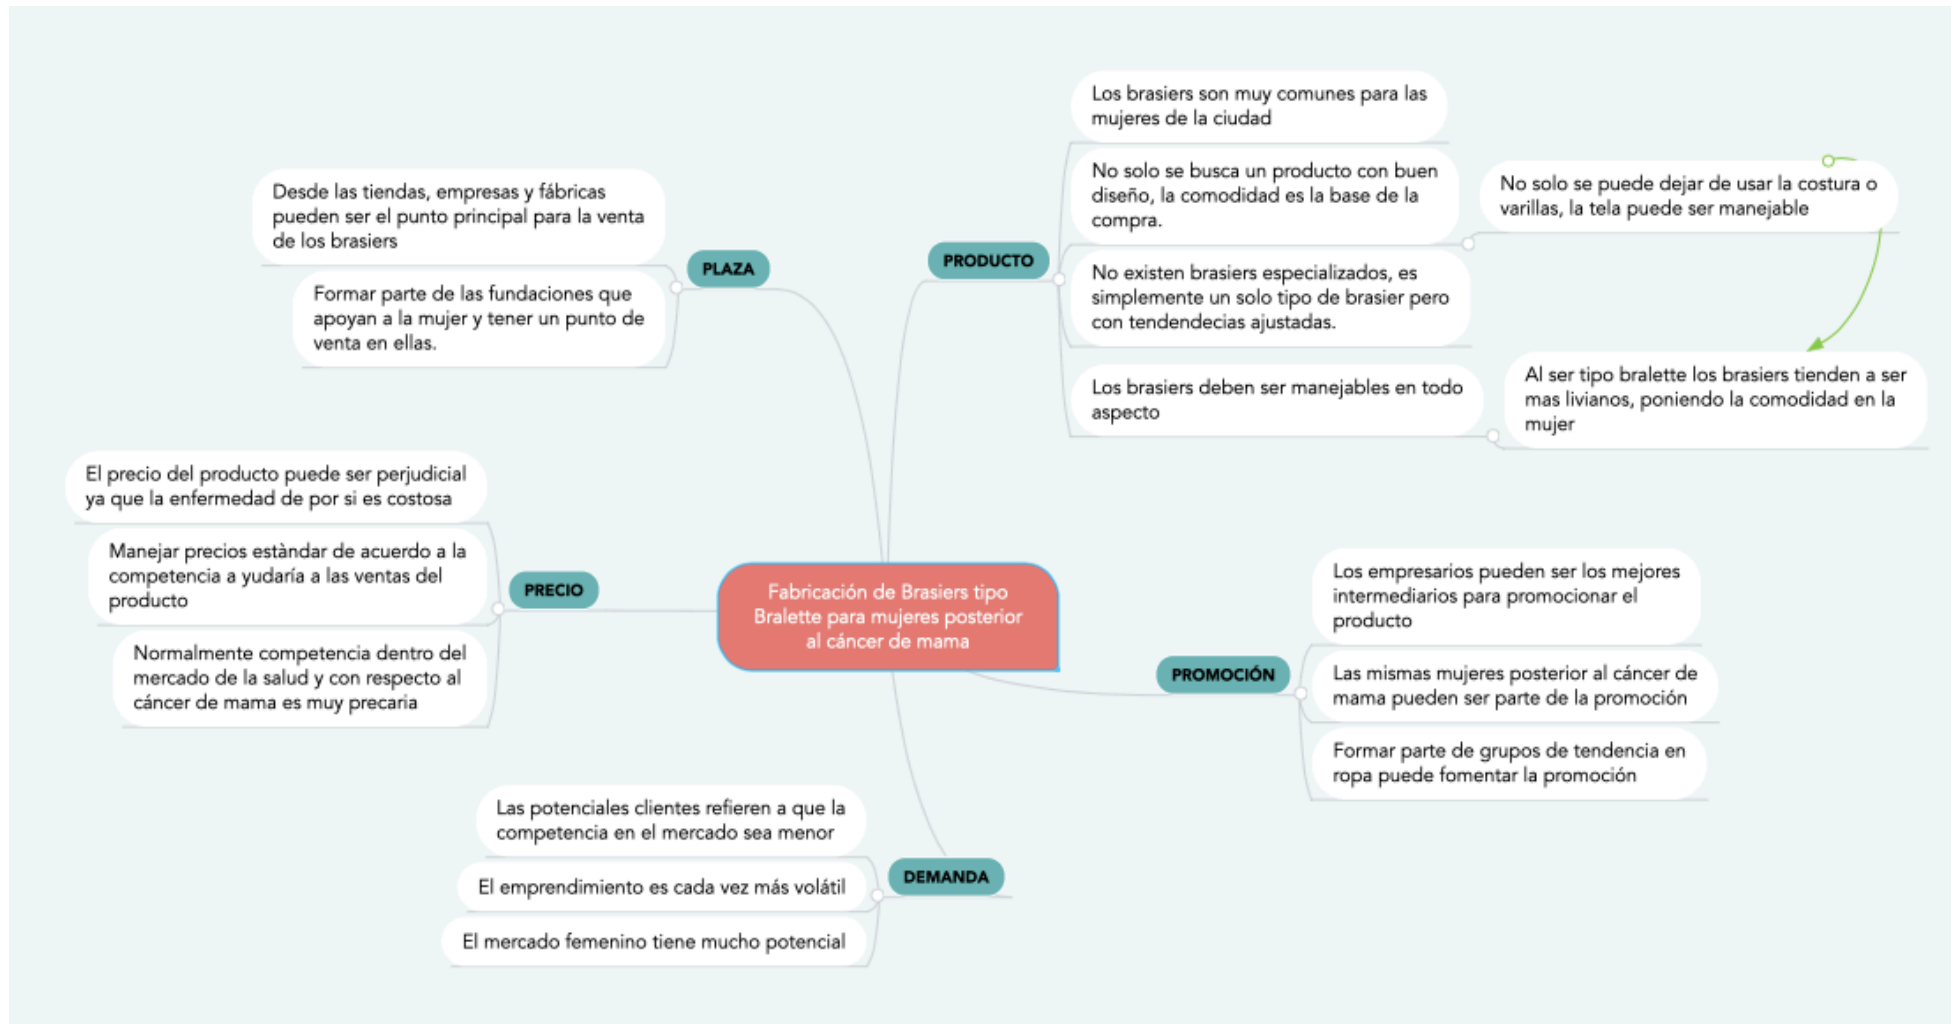 Fabricación de Brasiers tipo
Bralette para mujeres posterior
al cáncer de mama
PLAZA
Desde las tiendas, empresas y fábricas
pueden ser el punto principal para la venta
de los brasiers
Formar parte de las fundaciones que
apoyan a la mujer y tener un punto de
venta en ellas.
PRODUCTO
Los brasiers son muy comunes para las
mujeres de la ciudad
No solo se busca un producto con buen
diseño, la comodidad es la base de la
compra.
No solo se puede dejar de usar la costura o
varillas, la tela puede ser manejable
No existen brasiers especializados, es
simplemente un solo tipo de brasier pero
con tendendecias ajustadas.
Los brasiers deben ser manejables en todo
aspecto
Al ser tipo bralette los brasiers tienden a ser
mas livianos, poniendo la comodidad en la
mujer
PRECIO
El precio del producto puede ser perjudicial
ya que la enfermedad de por si es costosa
Manejar precios estàndar de acuerdo a la
competencia a yudaría a las ventas del
producto
Normalmente competencia dentro del
mercado de la salud y con respecto al
cáncer de mama es muy precaria
PROMOCIÓN
Los empresarios pueden ser los mejores
intermediarios para promocionar el
producto
Las mismas mujeres posterior al cáncer de
mama pueden ser parte de la promoción
Formar parte de grupos de tendencia en
ropa puede fomentar la promoción
DEMANDA
Las potenciales clientes refieren a que la
competencia en el mercado sea menor
El emprendimiento es cada vez más volátil
El mercado femenino tiene mucho potencial